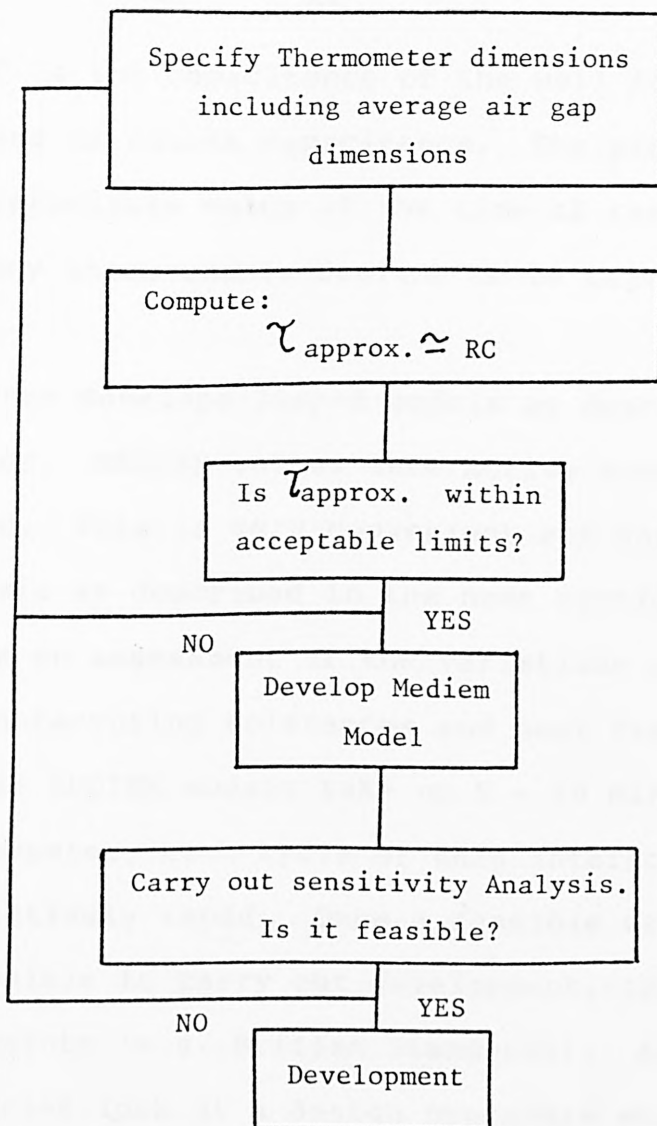 Specify Thermometer dimensions
including average air gap
dimensions
Compute:
τ approx. ≃ RC
Is τ approx. within
acceptable limits?
NO YES
Develop Mediem
Model
Carry out sensitivity Analysis.
Is it feasible?
NO YES
Development